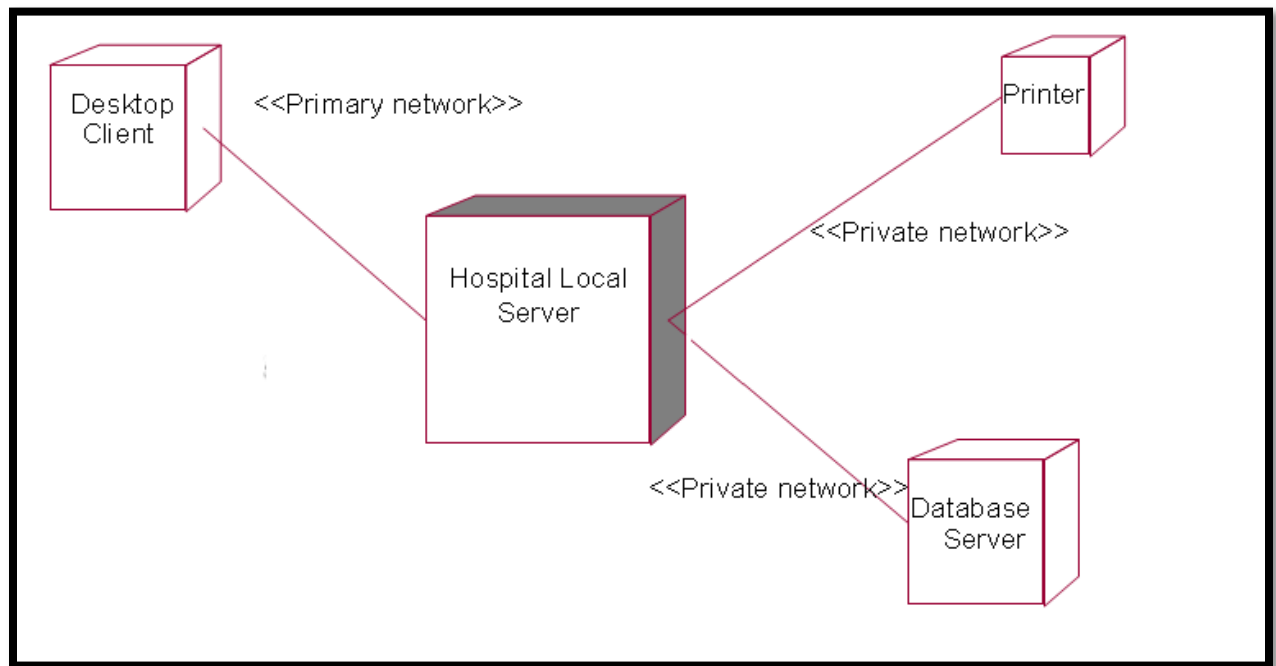 Desktop
Client
<<Primary network>>
Printer
<<Private network>>
Hospital Local
Server
<<Private network>>
Database
Server